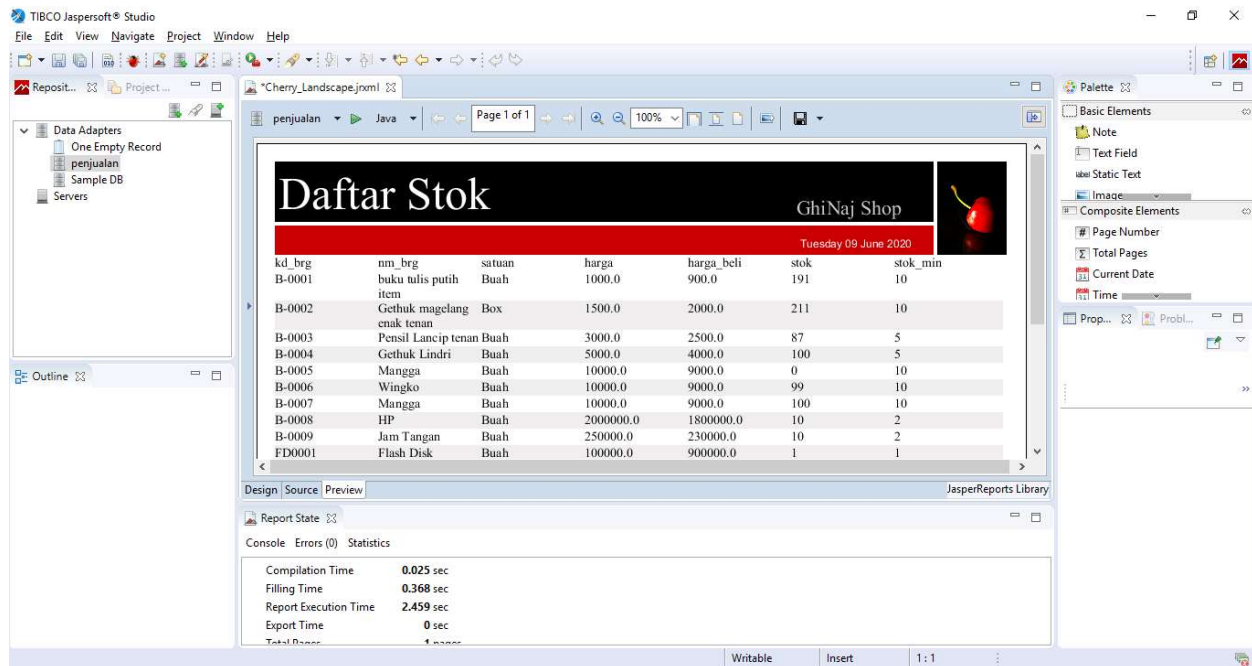 TIBCO Jaspersoft® Studio
File Edit View Navigate Project Window Help
Reposit... Project ...
Data Adapters
One Empty Record
penjualan
Sample DB
Servers
Outline
*Cherry_Landscape.jrxml
penjualan Java Page 1 of 1 100%
Daftar Stok
GhiNaj Shop
Tuesday 09 June 2020
kd_brg nm_brg satuan harga harga_beli stok stok_min
B-0001 buku tulis putih Buah 1000.0 900.0 191 10
item
B-0002 Gethuk magelang Box 1500.0 2000.0 211 10
enak tenan
B-0003 Pensil Lancip tenan Buah 3000.0 2500.0 87 5
B-0004 Gethuk Lindri Buah 5000.0 4000.0 100 5
B-0005 Mangga Buah 10000.0 9000.0 0 10
B-0006 Wingko Buah 10000.0 9000.0 99 10
B-0007 Mangga Buah 10000.0 9000.0 100 10
B-0008 HP Buah 2000000.0 1800000.0 10 2
B-0009 Jam Tangan Buah 250000.0 230000.0 10 2
FD0001 Flash Disk Buah 100000.0 900000.0 1 1
Design Source Preview
JasperReports Library
Report State
Console Errors (0) Statistics
Compilation Time 0.025 sec
Filling Time 0.368 sec
Report Execution Time 2.459 sec
Export Time 0 sec
Total Pages 1 pages
Palette
Basic Elements
Note
Text Field
label Static Text
Image
Composite Elements
# Page Number
Σ Total Pages
Current Date
Time
Prop... Probl...
Writable Insert 1 : 1